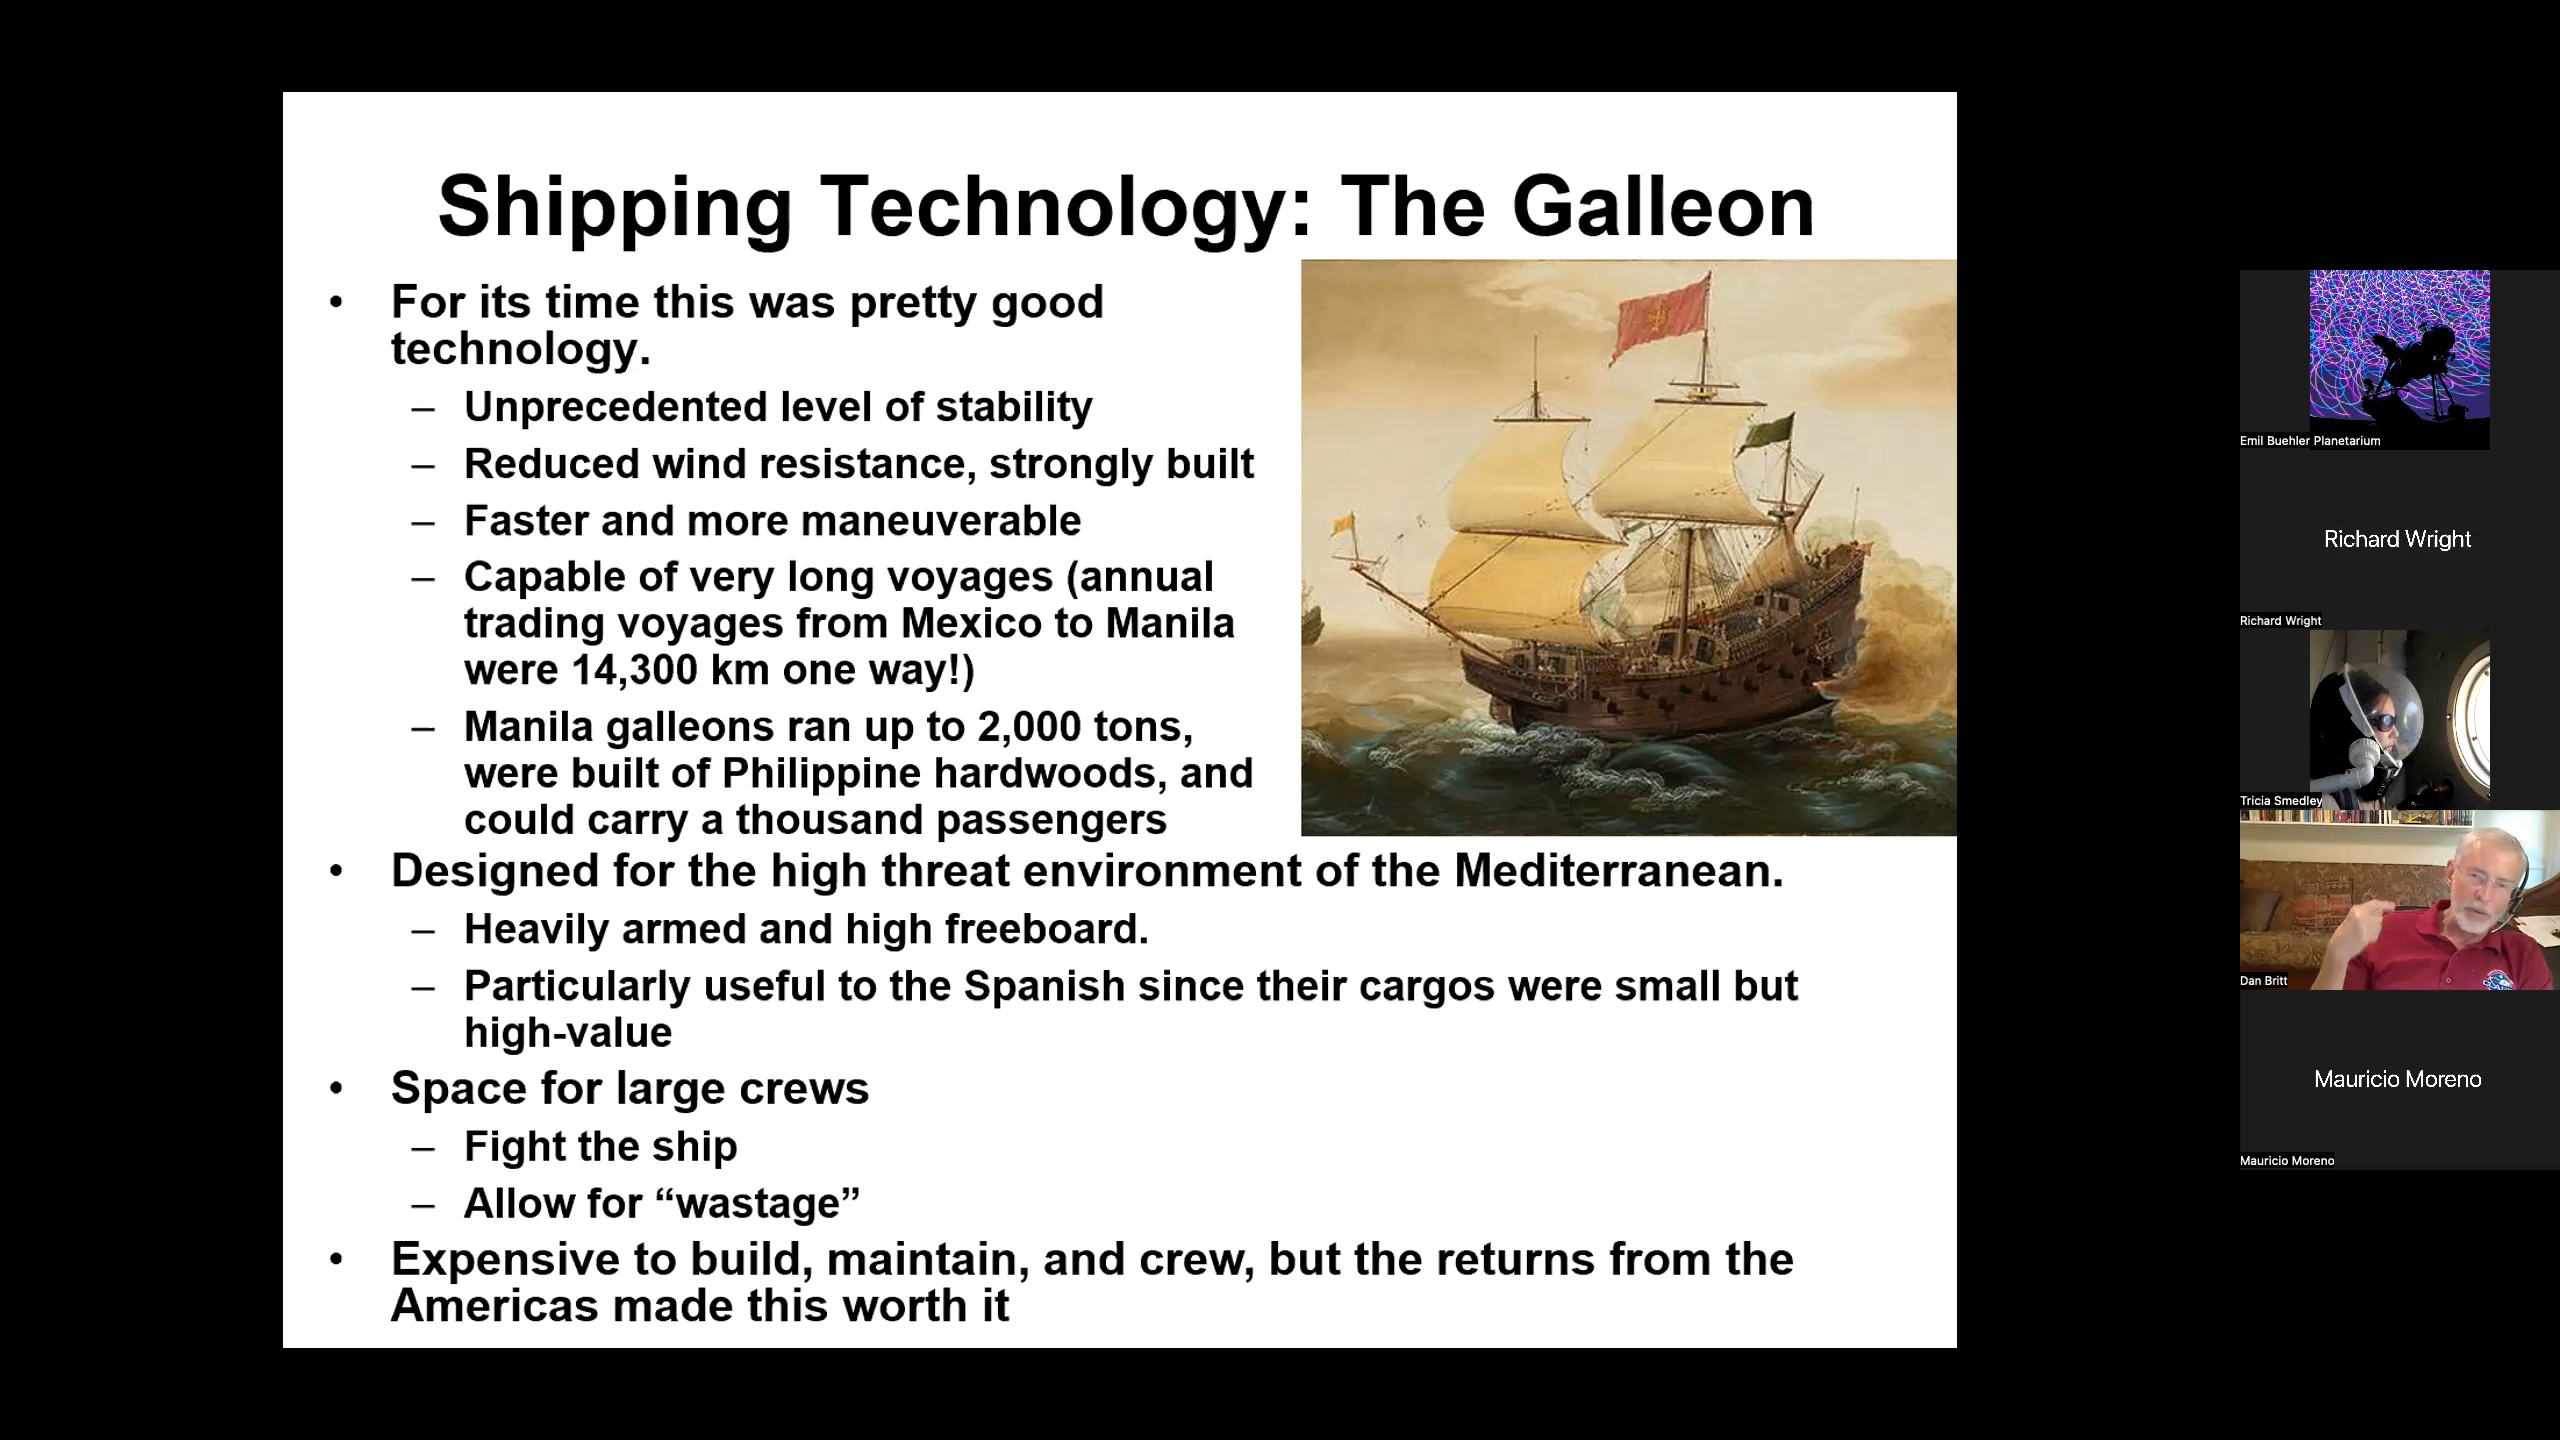 Shipping Technology: The Galleon
• For its time this was pretty good
technology.
– Unprecedented level of stability
– Reduced wind resistance, strongly built
– Faster and more maneuverable
– Capable of very long voyages (annual
trading voyages from Mexico to Manila
were 14,300 km one way!)
– Manila galleons ran up to 2,000 tons,
were built of Philippine hardwoods, and
could carry a thousand passengers
• Designed for the high threat environment of the Mediterranean.
– Heavily armed and high freeboard.
– Particularly useful to the Spanish since their cargos were small but
high-value
• Space for large crews
– Fight the ship
– Allow for “wastage”
• Expensive to build, maintain, and crew, but the returns from the
Americas made this worth it
Emil Buehler Planetarium
Richard Wright
Richard Wright
Tricia Smedley
Dan Britt
Mauricio Moreno
Mauricio Moreno